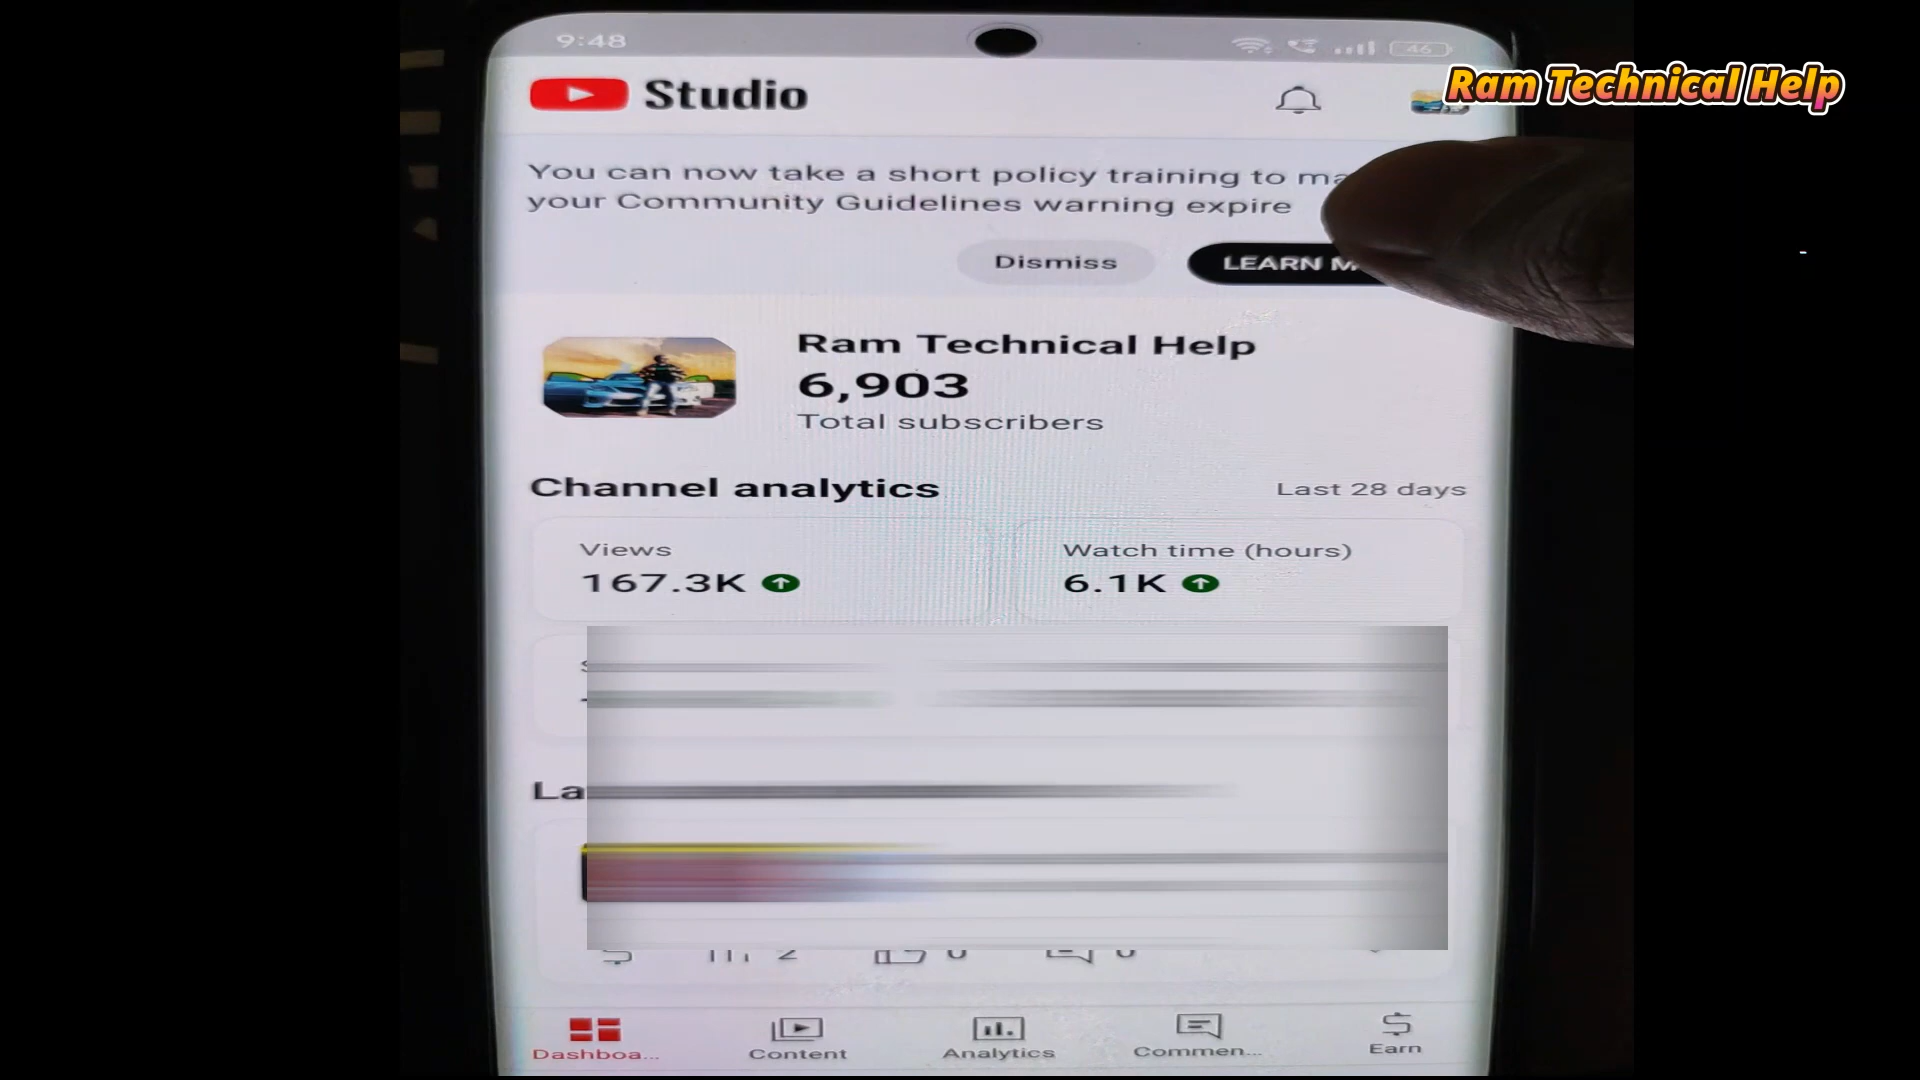 9:48
46
Studio
Ram Technical Help
You can now take a short policy training to ma
your Community Guidelines warning expire
Dismiss
LEARN M
Ram Technical Help
6,903
Total subscribers
Channel analytics
Last 28 days
Views
Watch time (hours)
167.3K
6.1K
La
Dashboa...
Content
Analytics
Commen...
Earn